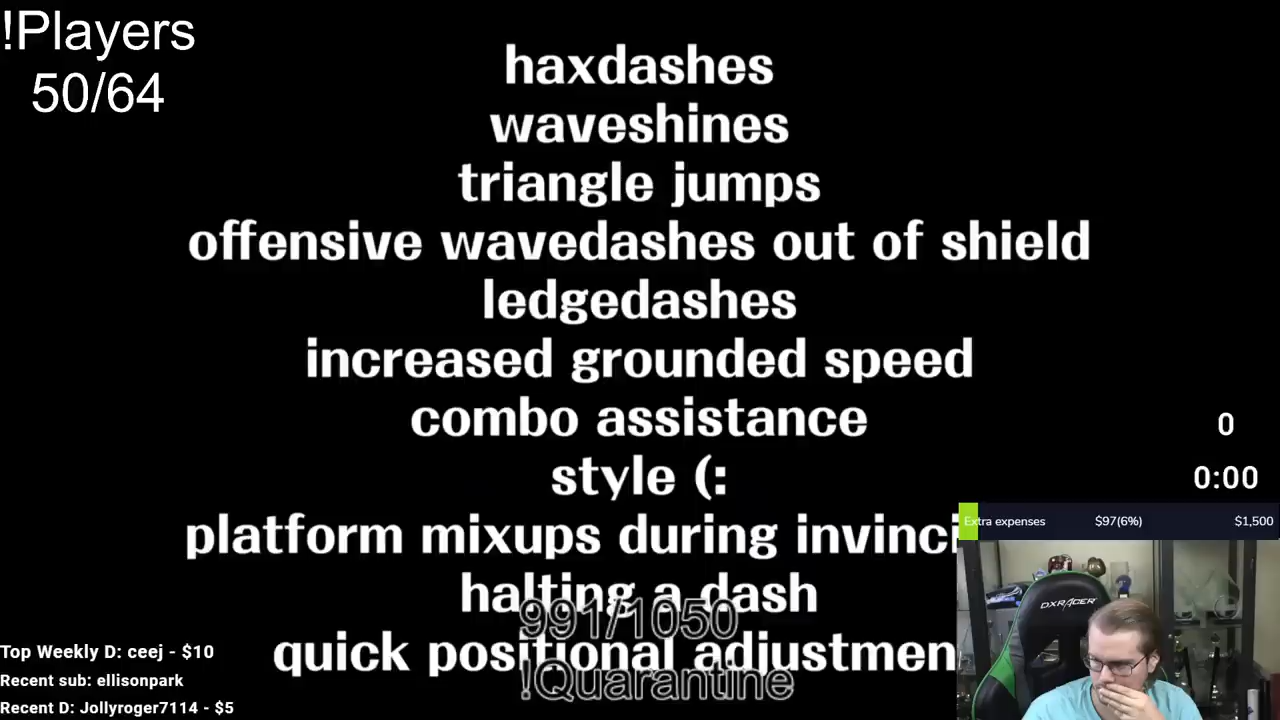 !Players
50/64
haxdashes
waveshines
triangle jumps
offensive wavedashes out of shield
ledgedashes
increased grounded speed
combo assistance
style (:
platform mixups during invinci
halting a dash
quick positional adjustmen
991/1050
!Quarantine
0
0:00
Extra expenses $97(6%) $1,500
DXRACER
Top Weekly D: ceej - $10
Recent sub: ellisonpark
Recent D: Jollyroger7114 - $5